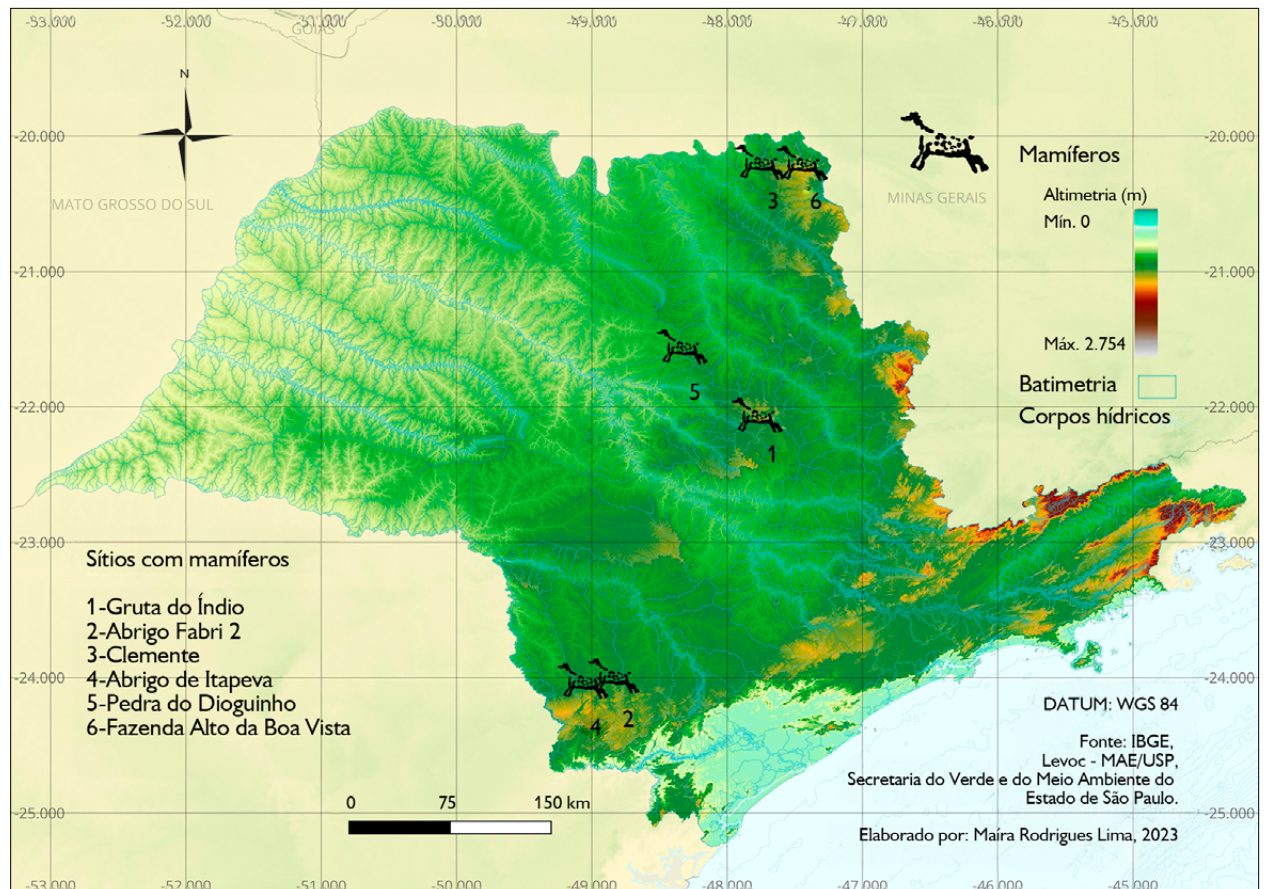 -53.000 -52.000 -51.000 -50.000 -49.000 -48.000 -47.000 -46.000 -45.000
GOIÁS
N
-20.000 -20.000
Mamíferos
MATO GROSSO DO SUL
MINAS GERAIS
Altimetria (m)
Mín. 0
3 6
-21.000 -21.000
Máx. 2.754
5
Batimetria
-22.000 -22.000
Corpos hídricos
1
-23.000 -23.000
Sítios com mamíferos
1-Gruta do Índio
2-Abrigo Fabri 2
3-Clemente
4-Abrigo de Itapeva
5-Pedra do Dioguinho
6-Fazenda Alto da Boa Vista
-24.000 -24.000
4 2
DATUM: WGS 84
Fonte: IBGE,
Levoc - MAE/USP,
Secretaria do Verde e do Meio Ambiente do
Estado de São Paulo.
0 75 150 km
-25.000 -25.000
Elaborado por: Maíra Rodrigues Lima, 2023
-53.000 -52.000 -51.000 -50.000 -49.000 -48.000 -47.000 -46.000 -45.000